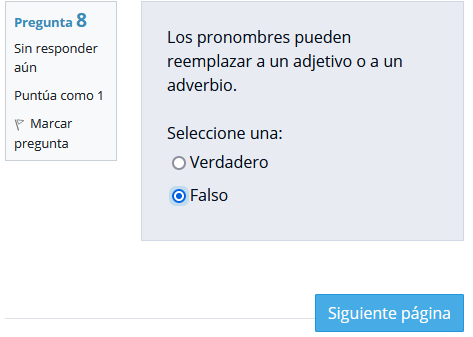 Pregunta 8
Sin responder
aún
Puntúa como 1
Marcar
pregunta
Los pronombres pueden
reemplazar a un adjetivo o a un
adverbio.
Seleccione una:
Verdadero
Falso
Siguiente página